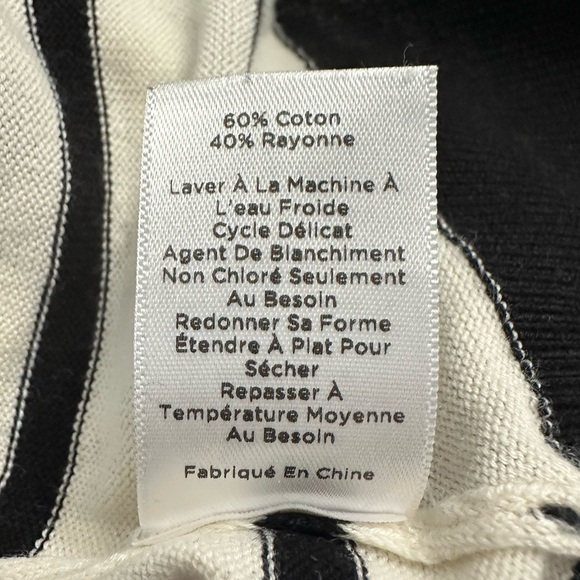 60% Coton
40% Rayonne
Laver À La Machine À
L'eau Froide
Cycle Délicat
Agent De Blanchiment
Non Chloré Seulement
Au Besoin
Redonner Sa Forme
Étendre À Plat Pour
Sécher
Repasser À
Température Moyenne
Au Besoin
Fabriqué En Chine